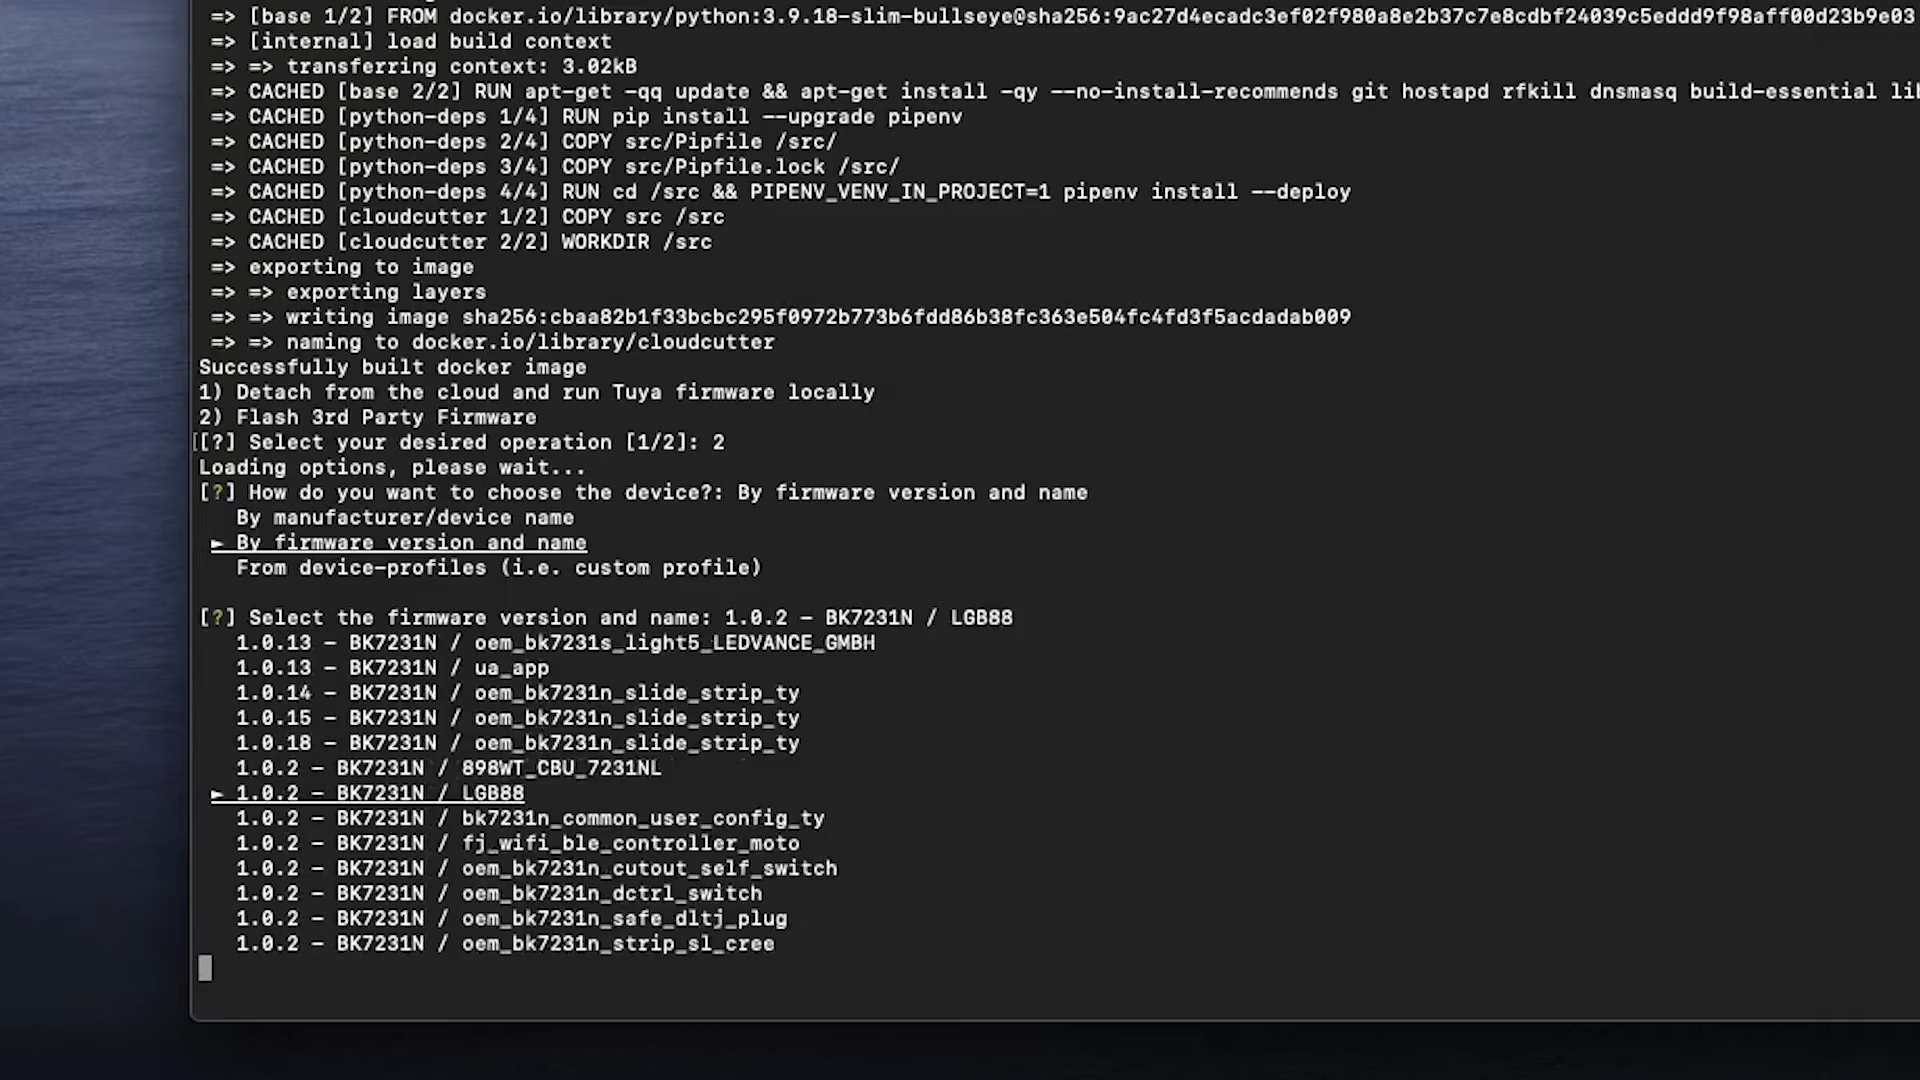 => [base 1/2] FROM docker.io/library/python:3.9.18-slim-bullseye@sha256:9ac27d4ecadc3ef02f980a8e2b37c7e8cdbf24039c5eddd9f98aff00d23b9e03
=> [internal] load build context
=> => transferring context: 3.02kB
=> CACHED [base 2/2] RUN apt-get -qq update && apt-get install -qy --no-install-recommends git hostapd rfkill dnsmasq build-essential lib
=> CACHED [python-deps 1/4] RUN pip install --upgrade pipenv
=> CACHED [python-deps 2/4] COPY src/Pipfile /src/
=> CACHED [python-deps 3/4] COPY src/Pipfile.lock /src/
=> CACHED [python-deps 4/4] RUN cd /src && PIPENV_VENV_IN_PROJECT=1 pipenv install --deploy
=> CACHED [cloudcutter 1/2] COPY src /src
=> CACHED [cloudcutter 2/2] WORKDIR /src
=> exporting to image
=> => exporting layers
=> => writing image sha256:cbaa82b1f33bcbc295f0972b773b6fdd86b38fc363e504fc4fd3f5acdadab009
=> => naming to docker.io/library/cloudcutter
Successfully built docker image
1) Detach from the cloud and run Tuya firmware locally
2) Flash 3rd Party Firmware
[[?] Select your desired operation [1/2]: 2
Loading options, please wait...
[?] How do you want to choose the device?: By firmware version and name
By manufacturer/device name
► By firmware version and name
From device-profiles (i.e. custom profile)
[?] Select the firmware version and name: 1.0.2 - BK7231N / LGB88
1.0.13 - BK7231N / oem_bk7231s_light5_LEDVANCE_GMBH
1.0.13 - BK7231N / ua_app
1.0.14 - BK7231N / oem_bk7231n_slide_strip_ty
1.0.15 - BK7231N / oem_bk7231n_slide_strip_ty
1.0.18 - BK7231N / oem_bk7231n_slide_strip_ty
1.0.2 - BK7231N / 898WT_CBU_7231NL
► 1.0.2 - BK7231N / LGB88
1.0.2 - BK7231N / bk7231n_common_user_config_ty
1.0.2 - BK7231N / fj_wifi_ble_controller_moto
1.0.2 - BK7231N / oem_bk7231n_cutout_self_switch
1.0.2 - BK7231N / oem_bk7231n_dctrl_switch
1.0.2 - BK7231N / oem_bk7231n_safe_dltj_plug
1.0.2 - BK7231N / oem_bk7231n_strip_sl_cree